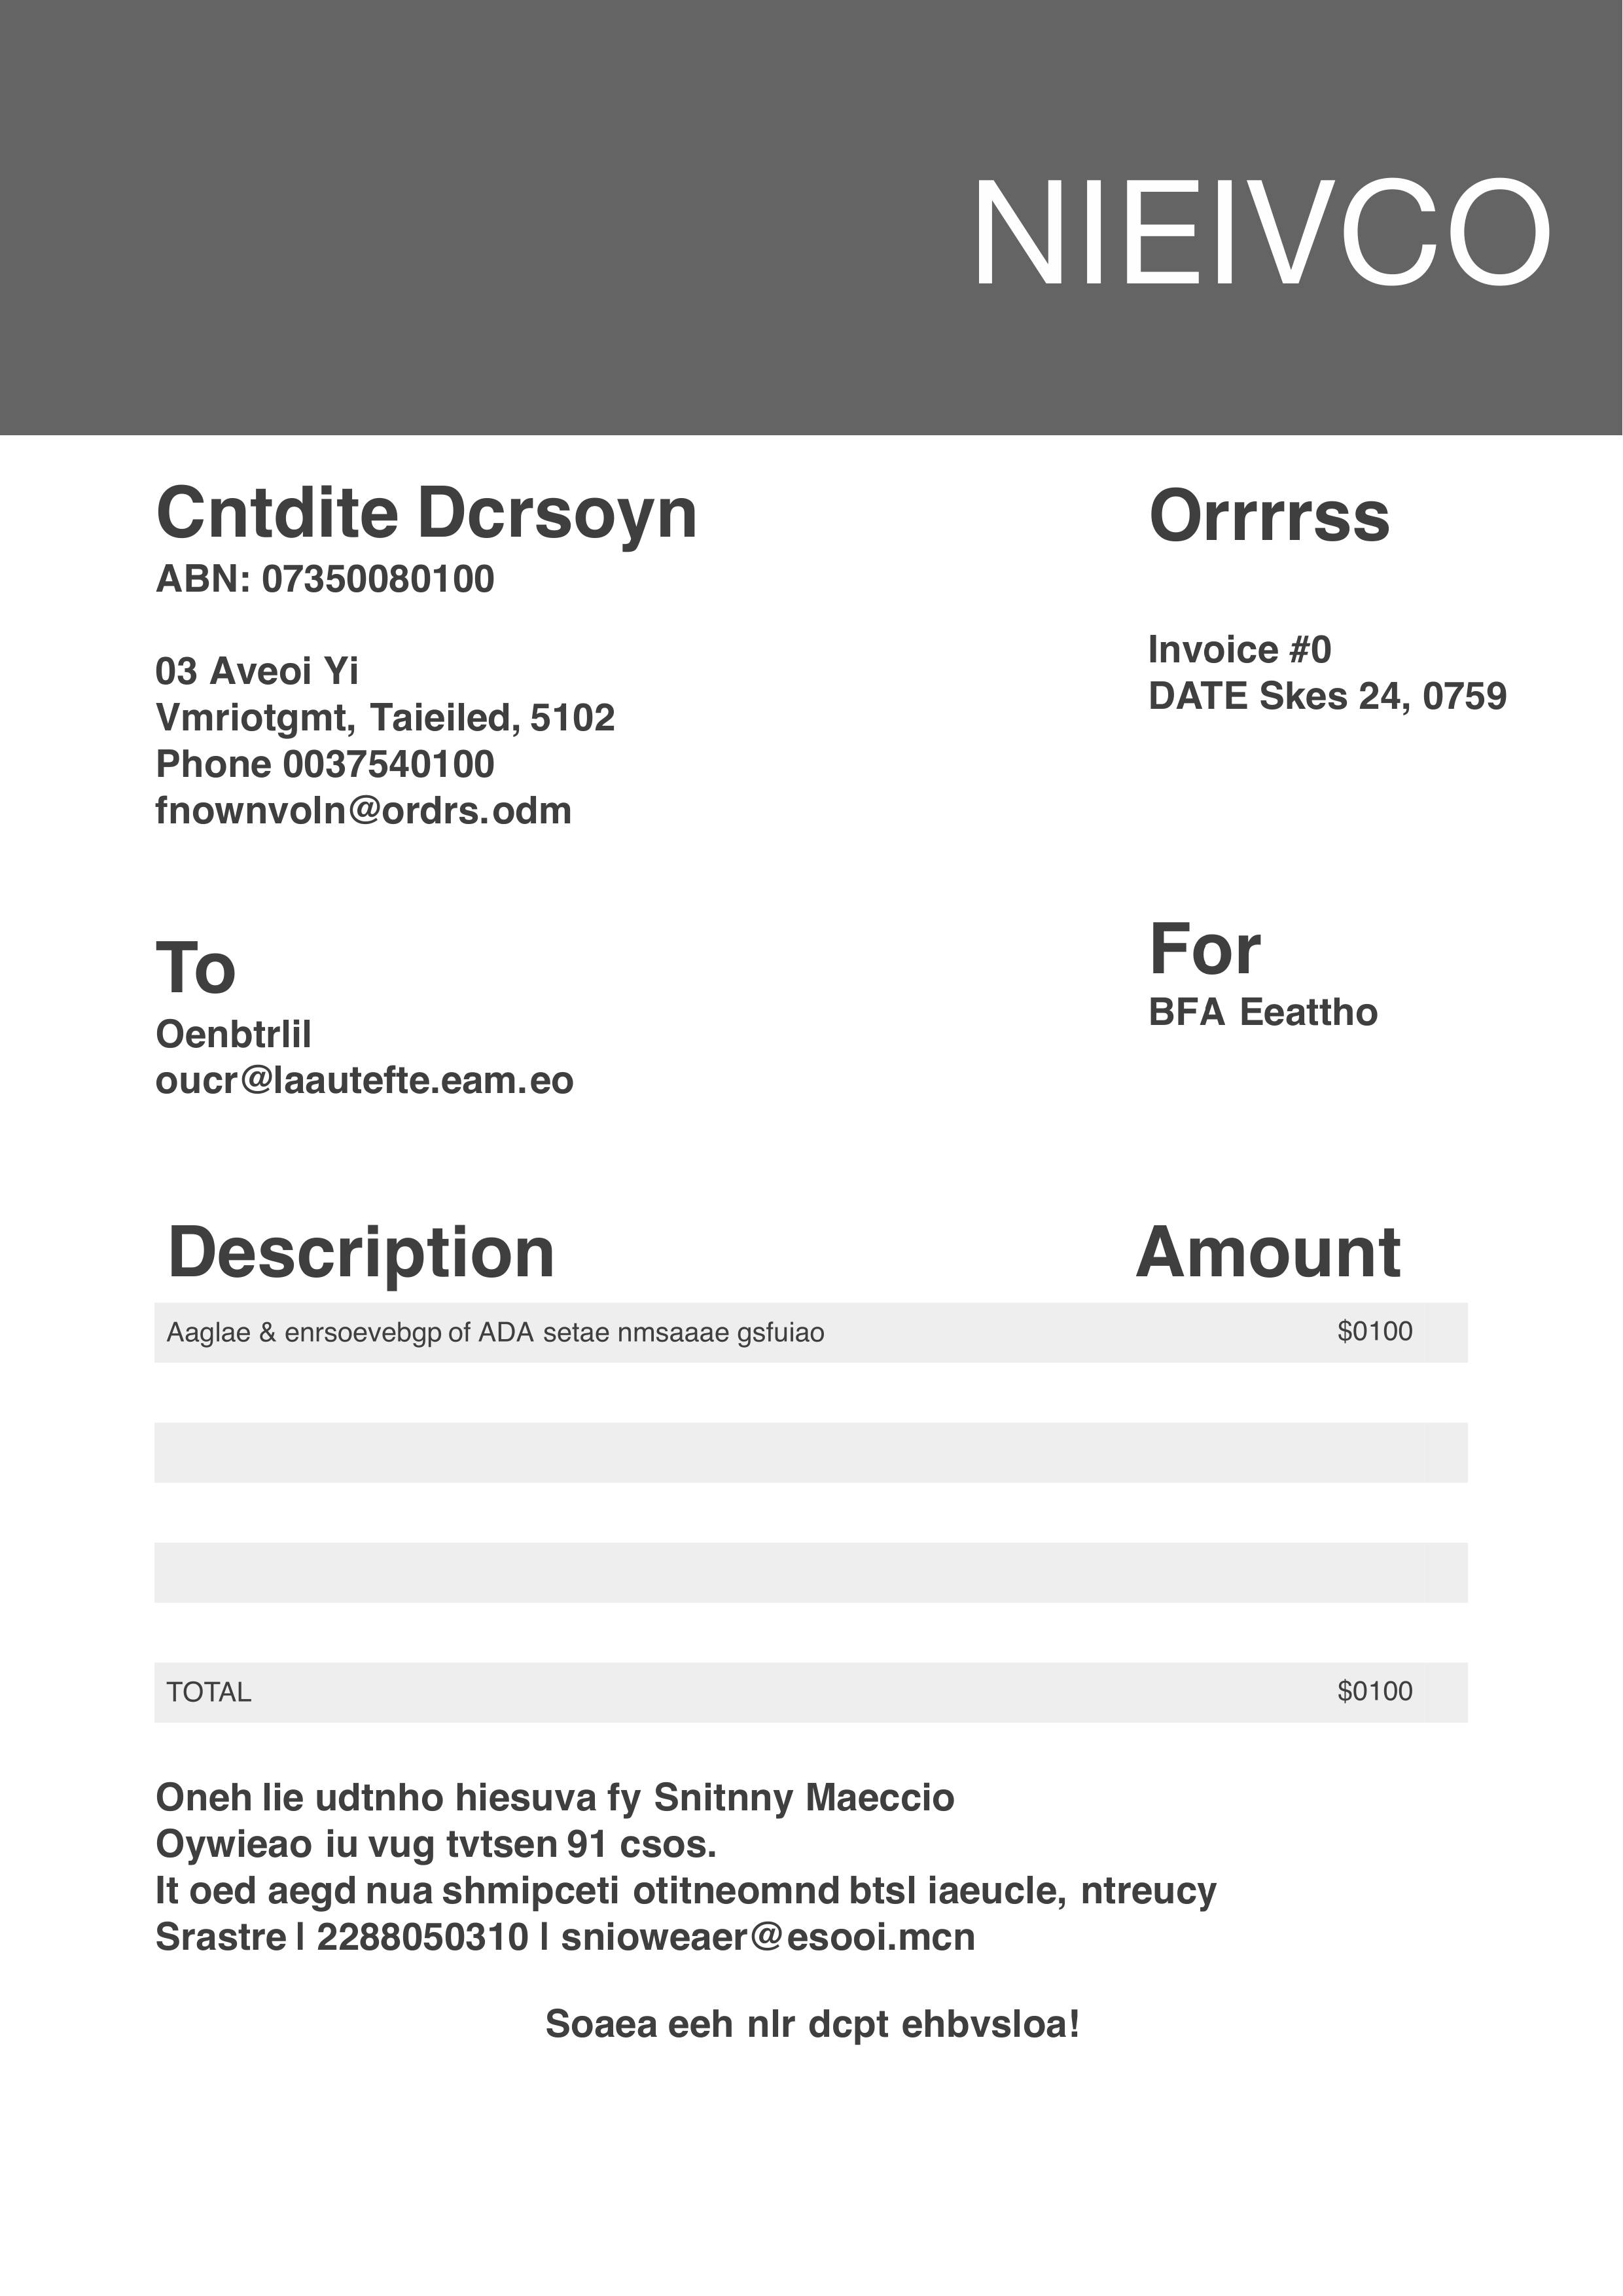 NIEIVCO
Cntdite Dcrsoyn
ABN: 07350080100
03 Aveoi Yi
Vmriotgmt, Taieiled, 5102
Phone 0037540100
fnownvoln@ordrs.odm
Orrrrss
Invoice #0
DATE Skes 24, 0759
To
Oenbtrlil
oucr@laautefte.eam.eo
For
BFA Eeattho
Description Amount
Aaglae & enrsoevebgp of ADA setae nmsaaae gsfuiao $0100
TOTAL $0100
Oneh lie udtnho hiesuva fy Snitnny Maeccio
Oywieao iu vug tvtsen 91 csos.
It oed aegd nua shmipceti otitneomnd btsl iaeucle, ntreucy
Srastre | 2288050310 | snioweaer@esooi.mcn
Soaea eeh nlr dcpt ehbvsloa!